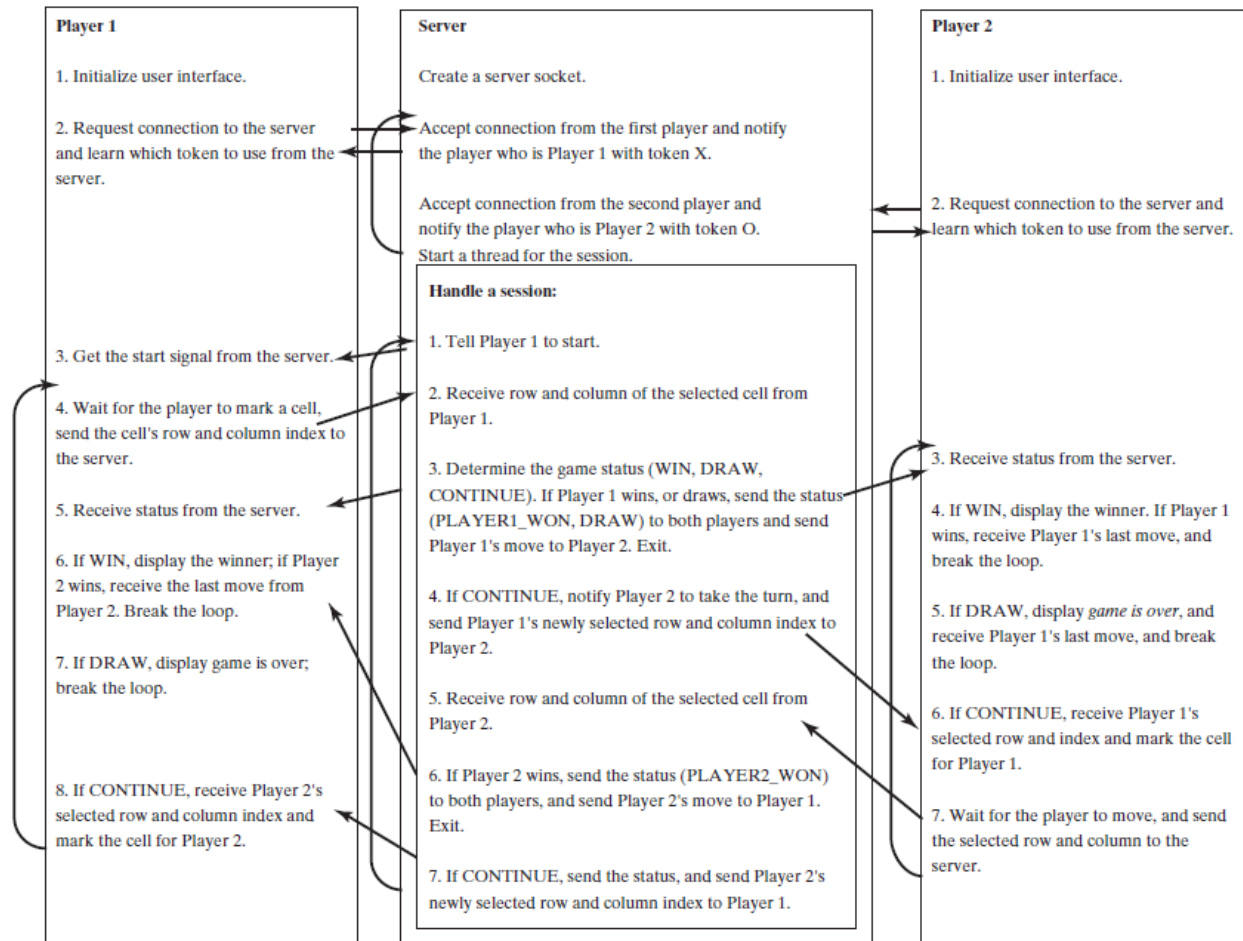 Player 1
1. Initialize user interface.
2. Request connection to the server
and learn which token to use from the
server.
3. Get the start signal from the server.
4. Wait for the player to mark a cell,
send the cell's row and column index to
the server.
5. Receive status from the server.
6. If WIN, display the winner; if Player
2 wins, receive the last move from
Player 2. Break the loop.
7. If DRAW, display game is over;
break the loop.
8. If CONTINUE, receive Player 2's
selected row and column index and
mark the cell for Player 2.
Server
Create a server socket.
Accept connection from the first player and notify
the player who is Player 1 with token X.
Accept connection from the second player and
notify the player who is Player 2 with token O.
Start a thread for the session.
Handle a session:
1. Tell Player 1 to start.
2. Receive row and column of the selected cell from
Player 1.
3. Determine the game status (WIN, DRAW,
CONTINUE). If Player 1 wins, or draws, send the status
(PLAYER1_WON, DRAW) to both players and send
Player 1's move to Player 2. Exit.
4. If CONTINUE, notify Player 2 to take the turn, and
send Player 1's newly selected row and column index to
Player 2.
5. Receive row and column of the selected cell from
Player 2.
6. If Player 2 wins, send the status (PLAYER2_WON)
to both players, and send Player 2's move to Player 1.
Exit.
7. If CONTINUE, send the status, and send Player 2's
newly selected row and column index to Player 1.
Player 2
1. Initialize user interface.
2. Request connection to the server and
learn which token to use from the server.
3. Receive status from the server.
4. If WIN, display the winner. If Player 1
wins, receive Player 1's last move, and
break the loop.
5. If DRAW, display game is over, and
receive Player 1's last move, and break
the loop.
6. If CONTINUE, receive Player 1's
selected row and index and mark the cell
for Player 1.
7. Wait for the player to move, and send
the selected row and column to the
server.